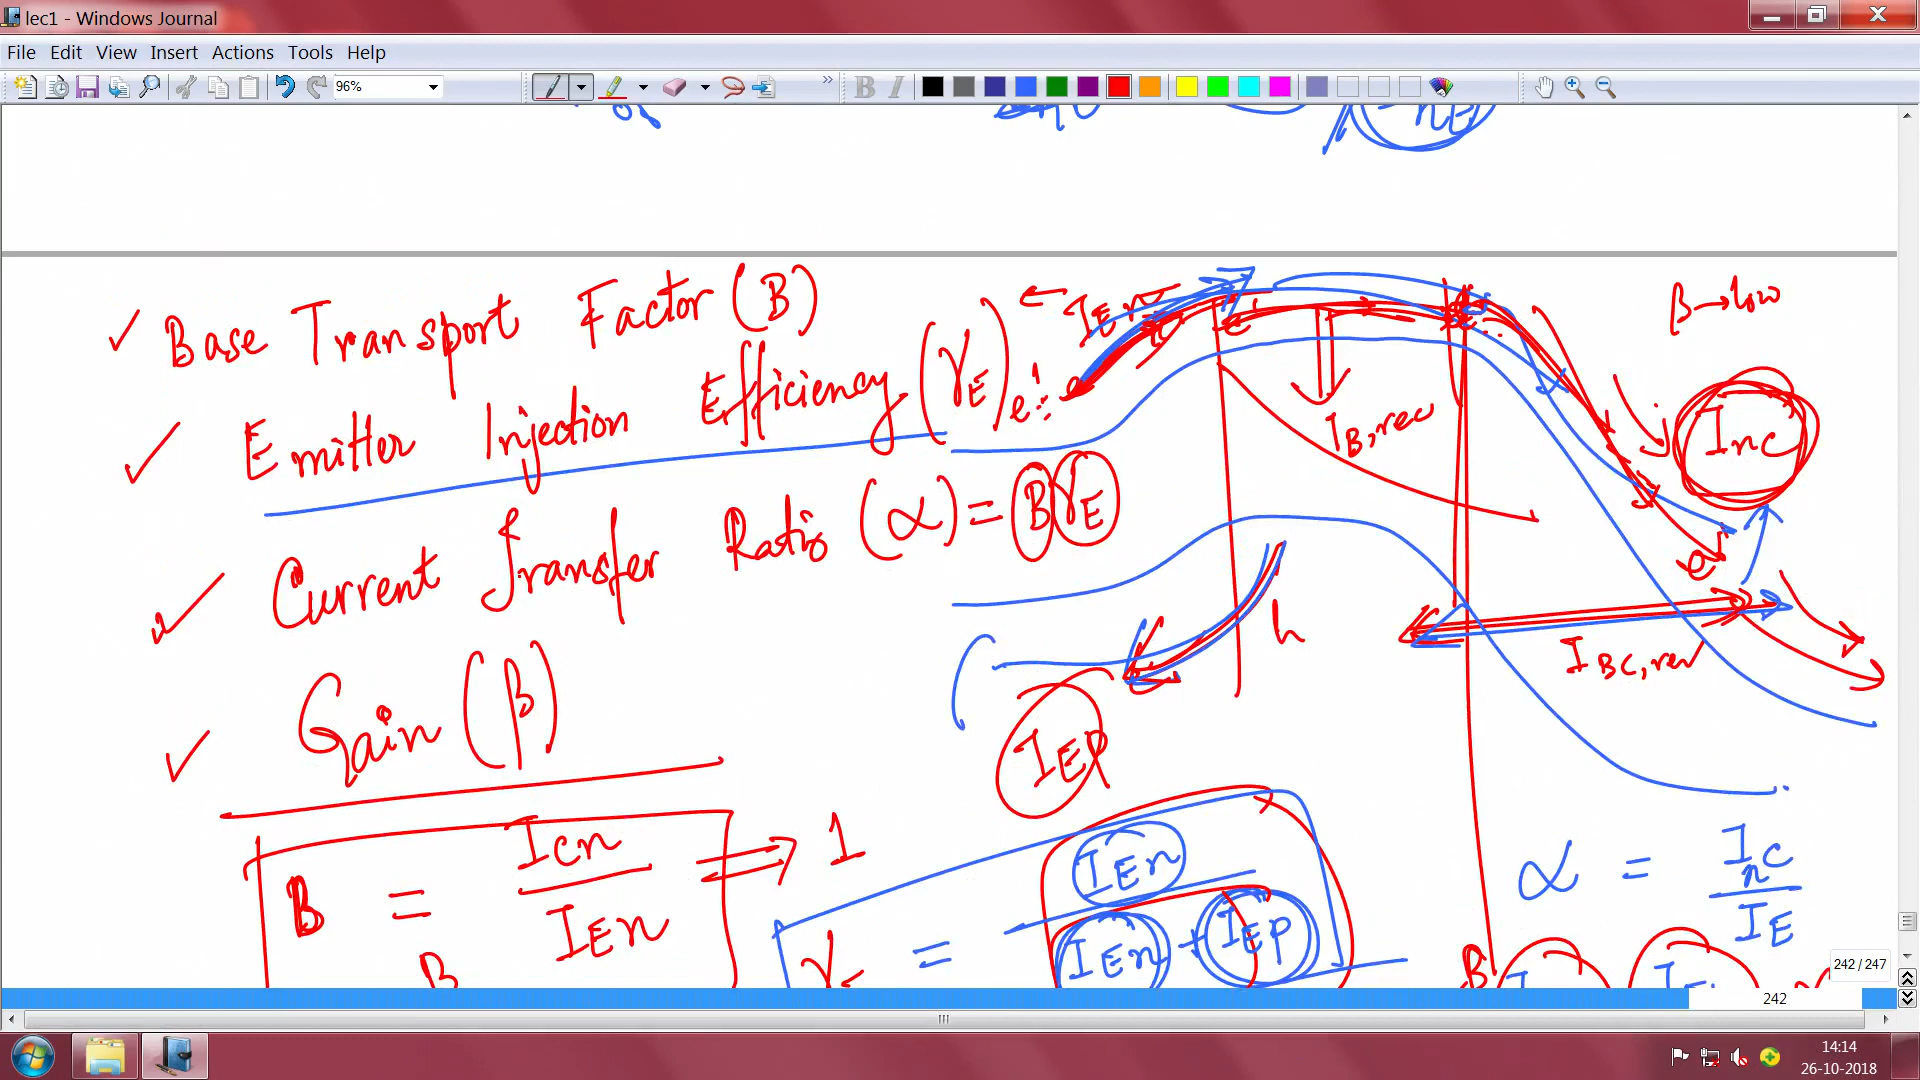 lec1 - Windows Journal
File Edit View Insert Actions Tools Help
96%
B I
✓ Base Transport Factor (B)
✓ Emitter Injection Efficiency (γE)
✓ Current Transfer Ratio (α) = B γE
✓ Gain (β)
B = Icn / IEn ⇒ 1
B
← IEn
e
IB,rec
β → low
Inc
IBC,rev
h
IEP
IEn
γ = IEn + IEp
α = Inc / IE
B
242 / 247
242
14:14
26-10-2018